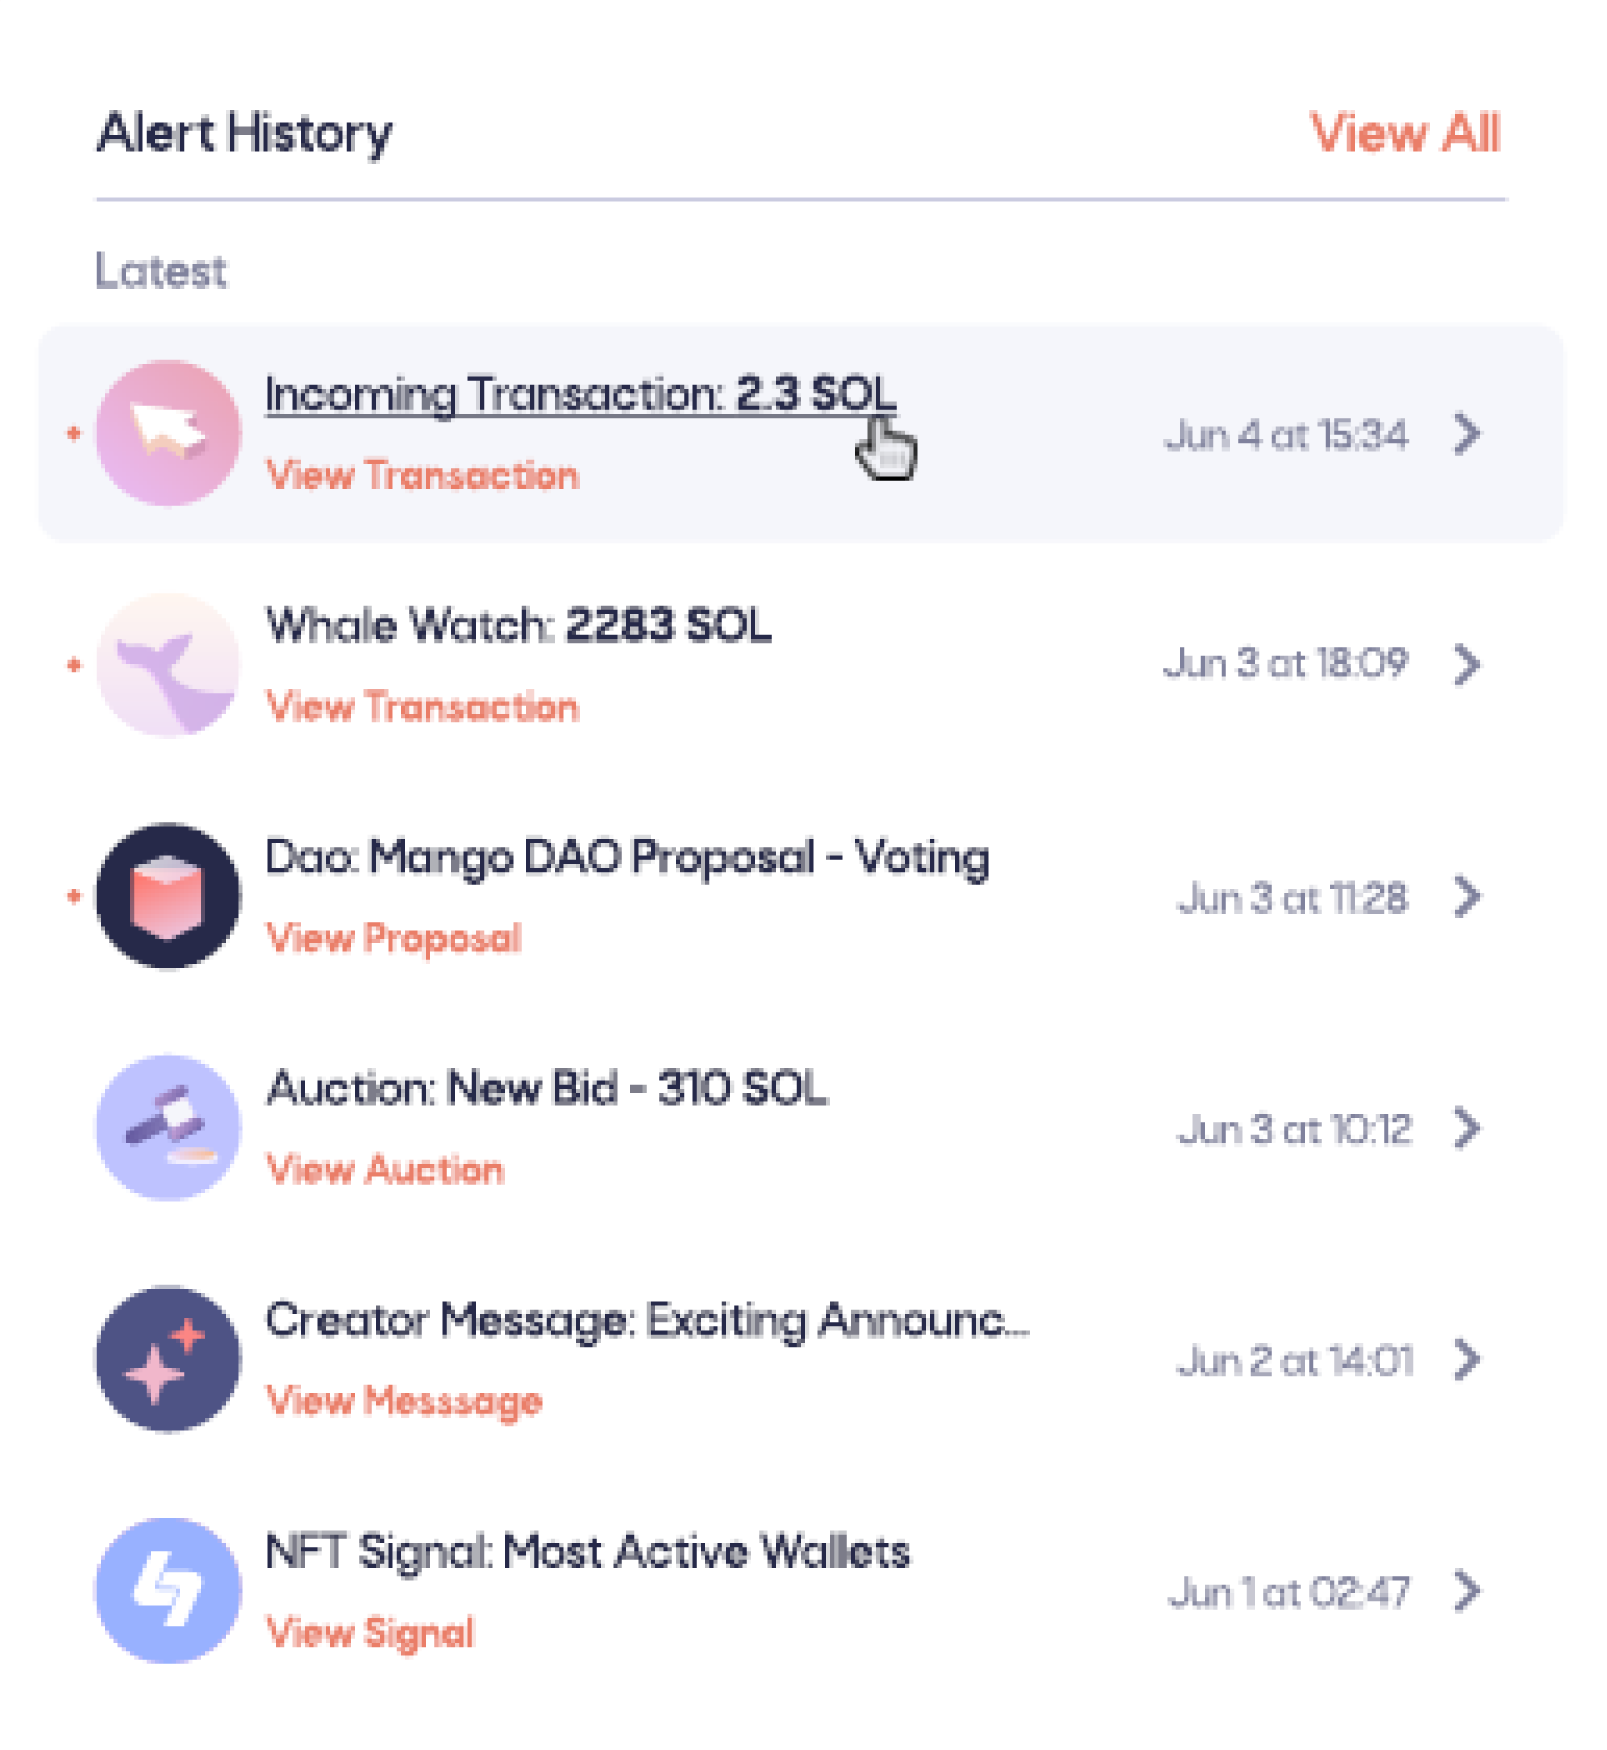 Alert History
View All
Latest
Incoming Transaction: 2.3 SOL
View Transaction
Jun 4 at 15:34
Whale Watch: 2283 SOL
View Transaction
Jun 3 at 18:09
Dao: Mango DAO Proposal - Voting
View Proposal
Jun 3 at 11:28
Auction: New Bid - 310 SOL
View Auction
Jun 3 at 10:12
Creator Message: Exciting Announc...
View Messsage
Jun 2 at 14:01
NFT Signal: Most Active Wallets
View Signal
Jun 1 at 02:47